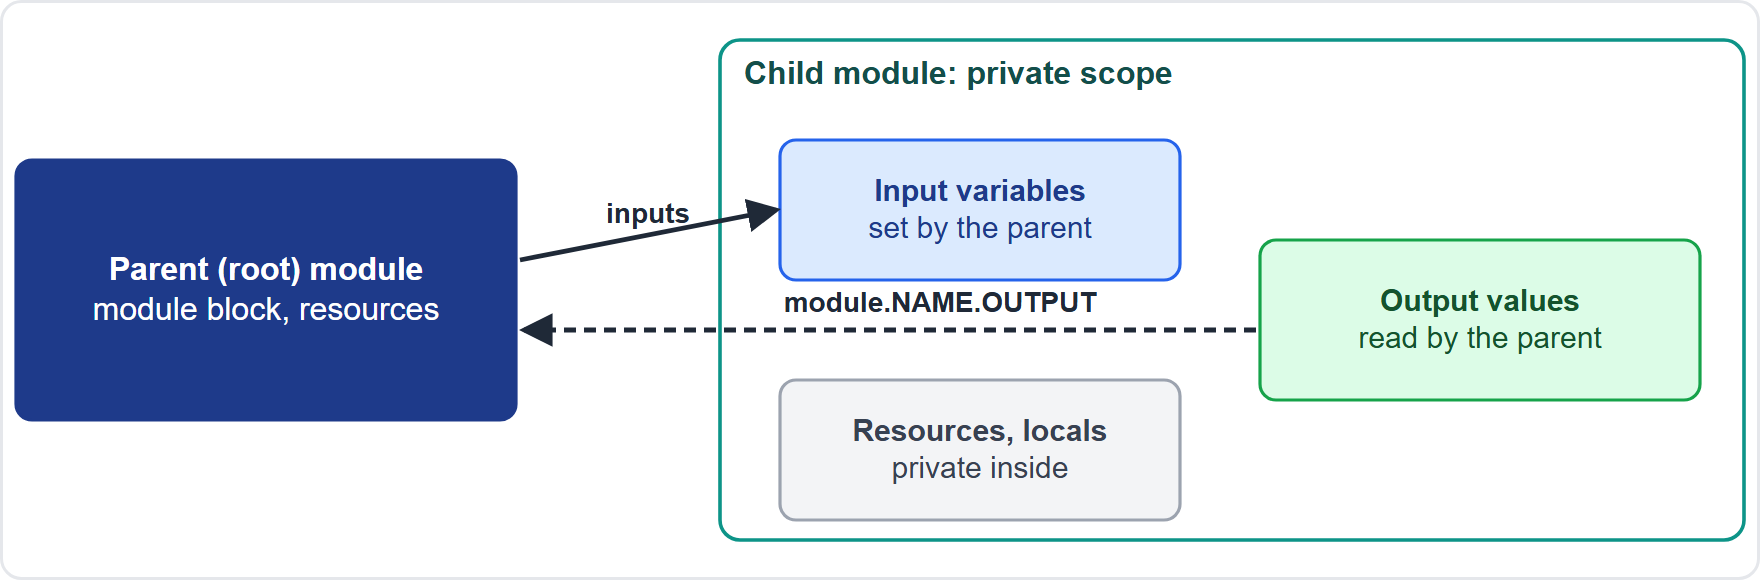 Child module: private scope
Parent (root) module
module block, resources
inputs
Input variables
set by the parent
module.NAME.OUTPUT
Output values
read by the parent
Resources, locals
private inside